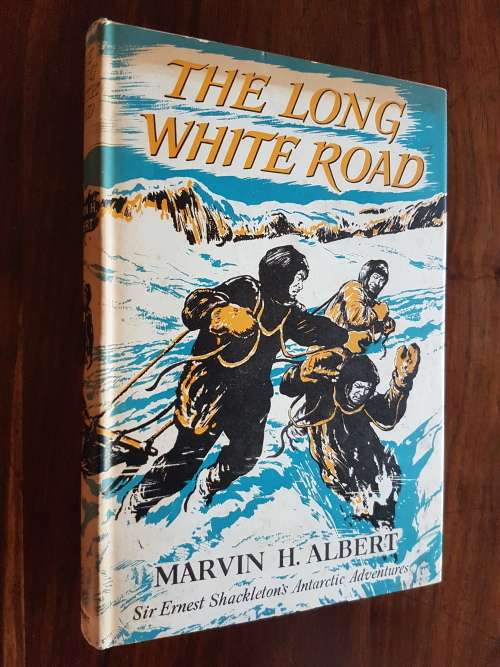 THE LONG
WHITE ROAD
MARVIN H. ALBERT
Sir Ernest Shackleton's Antarctic Adventures